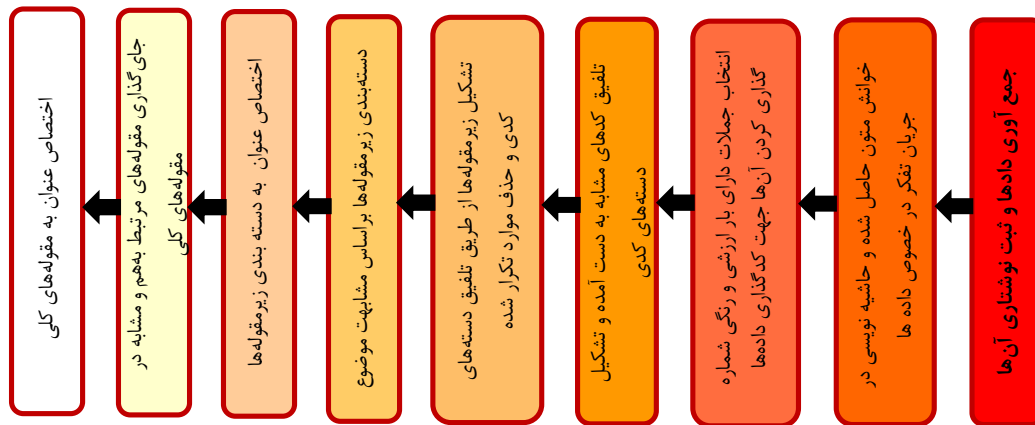 جمع آوری دادها و ثبت نوشتاری آن‌ها
خوانش متون حاصل شده و حاشیه نویسی در
جریان تفکر در خصوص داده ها
انتخاب جملات دارای بار ارزشی و رنگی شماره
گذاری کردن آن‌ها جهت کدگذاری داده‌ها
تلفیق کدهای مشابه به دست آمده و تشکیل
دسته‌های کدی
تشکیل زیرمقوله‌ها از طریق تلفیق دسته‌های
کدی و حذف موارد تکرار شده
دسته‌بندی زیرمقوله‌ها براساس مشابهت موضوع
اختصاص عنوان به دسته بندی زیرمقوله‌ها
جای‌گذاری مقوله‌های مرتبط به‌هم و مشابه در
مقوله‌های کلی
اختصاص عنوان به مقوله‌های کلی